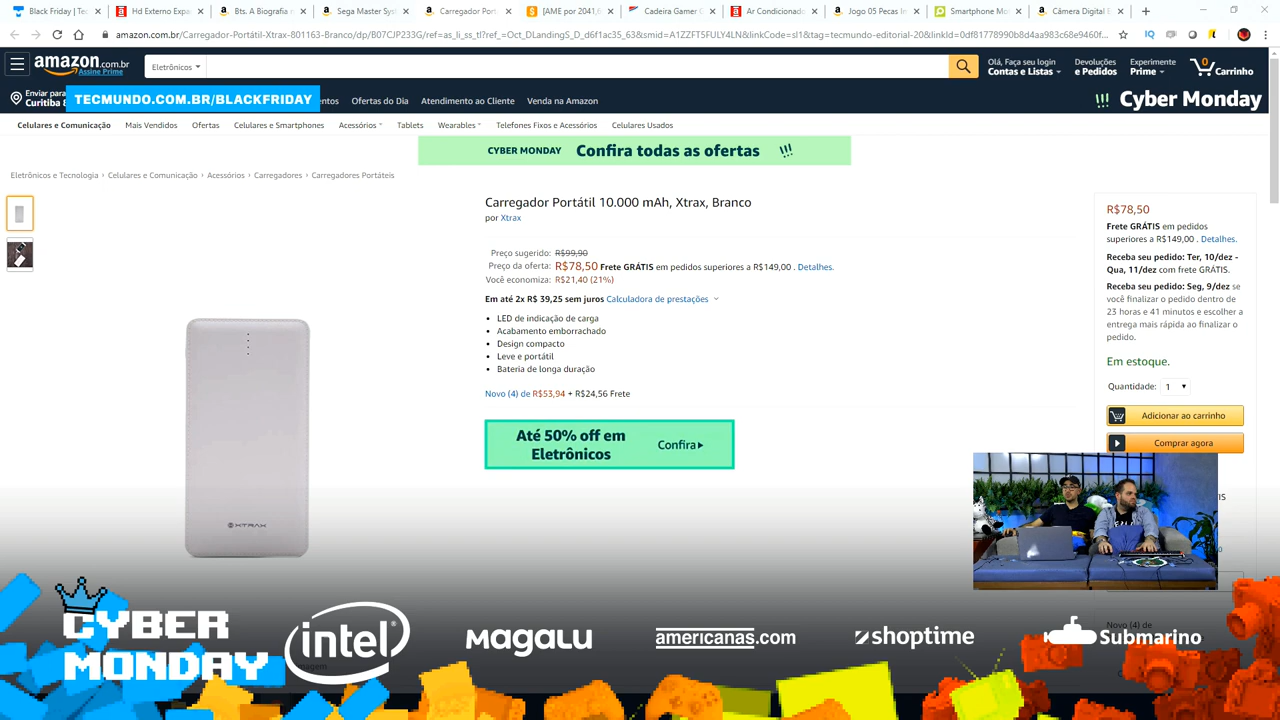 Black Friday | Tec
Hd Externo Expa
Bts. A Biografia
Sega Master Sy
Carregador Port
[AME por 2041,6
Cadeira Gamer
Ar Condicionado
Jogo 05 Pecas In
Smartphone Mo
Câmera Digital E
amazon.com.br/Carregador-Portátil-Xtrax-801163-Branco/dp/B07CJP233G/ref=as_li_ss_tl?ref_=Oct_DLandingS_D_d6f1ac35_63&smid=A1ZZFT5FULY4LN&linkCode=sl1&tag=tecmundo-editorial-20&linkId=0df81778990b8d4aa983c68e9460f...
amazon.com.br
Assine Prime
Eletrônicos
Olá, Faça seu login
Contas e Listas
Devoluções
e Pedidos
Experimente
Prime
0
Carrinho
Enviar para
Curitiba
TECMUNDO.COM.BR/BLACKFRIDAY
Ofertas do Dia
Atendimento ao Cliente
Venda na Amazon
Cyber Monday
Celulares e Comunicação
Mais Vendidos
Ofertas
Celulares e Smartphones
Acessórios
Tablets
Wearables
Telefones Fixos e Acessórios
Celulares Usados
CYBER MONDAY Confira todas as ofertas
Eletrônicos e Tecnologia › Celulares e Comunicação › Acessórios › Carregadores › Carregadores Portáteis
Carregador Portátil 10.000 mAh, Xtrax, Branco
por Xtrax
Preço sugerido: R$99,90
Preço da oferta: R$78,50 Frete GRÁTIS em pedidos superiores a R$149,00 . Detalhes.
Você economiza: R$21,40 (21%)
Em até 2x R$ 39,25 sem juros Calculadora de prestações
• LED de indicação de carga
• Acabamento emborrachado
• Design compacto
• Leve e portátil
• Bateria de longa duração
Novo (4) de R$53,94 + R$24,56 Frete
Até 50% off em
Eletrônicos
Confira
XTRAX
R$78,50
Frete GRÁTIS em pedidos
superiores a R$149,00 . Detalhes.
Receba seu pedido: Ter, 10/dez -
Qua, 11/dez com frete GRÁTIS.
Receba seu pedido: Seg, 9/dez se
você finalizar o pedido dentro de
23 horas e 41 minutos e escolher a
entrega mais rápida ao finalizar o
pedido.
Em estoque.
Quantidade: 1
Adicionar ao carrinho
Comprar agora
Novo (4) de
CYBER
MONDAY
intel
magalu
americanas.com
shoptime
Submarino